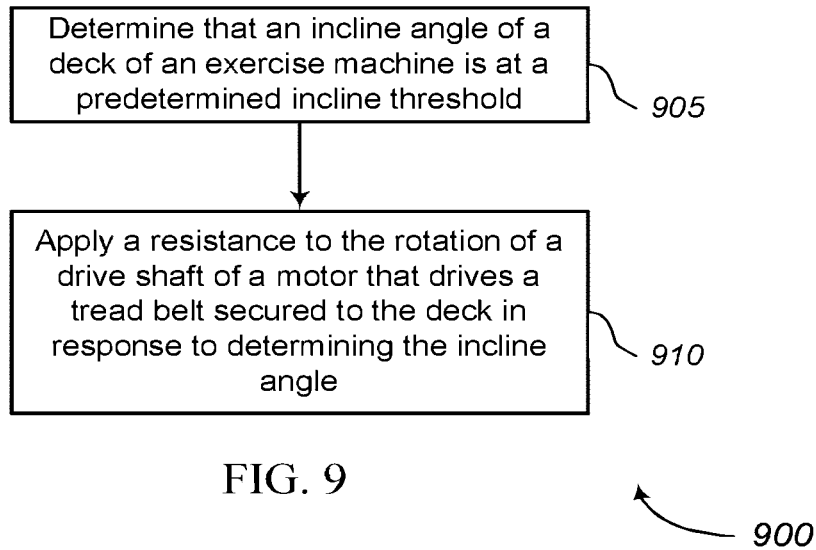 Determine that an incline angle of a
deck of an exercise machine is at a
predetermined incline threshold
905
Apply a resistance to the rotation of a
drive shaft of a motor that drives a
tread belt secured to the deck in
response to determining the incline
angle
910
FIG. 9
900